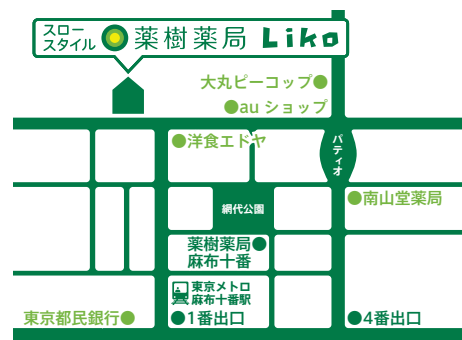 スロー
スタイル
薬樹薬局 Liko
大丸ピーコップ●
●au ショップ
●洋食エドヤ
パティオ
●南山堂薬局
網代公園
薬樹薬局●
麻布十番
東京メトロ
麻布十番駅
東京都民銀行●
●1番出口
●4番出口